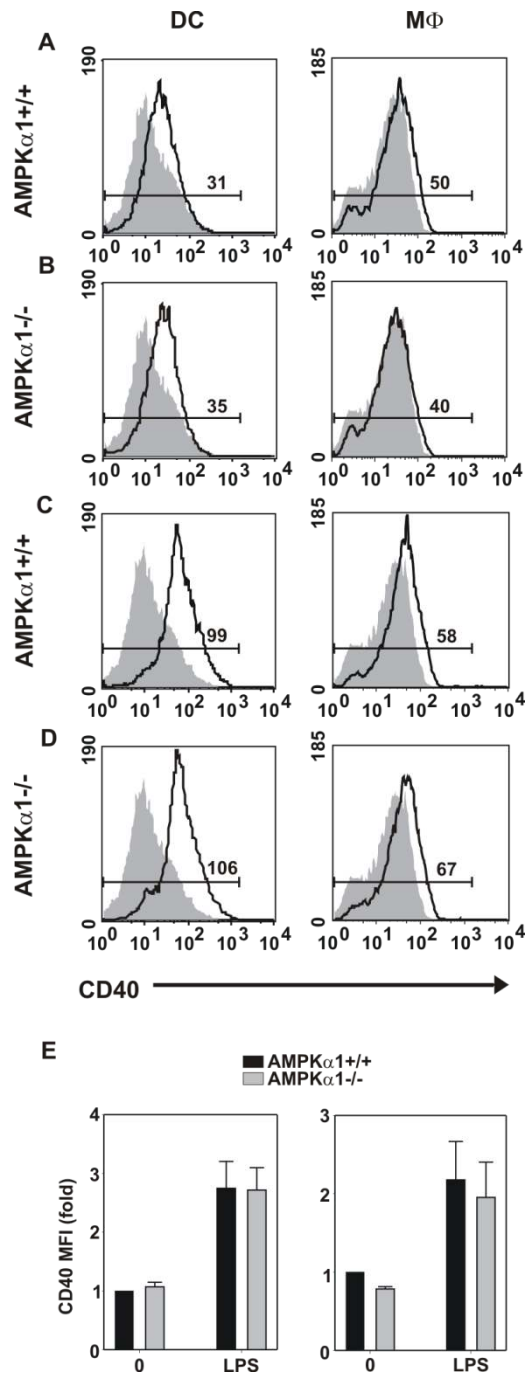 DC MΦ
A
AMPKα1+/+
190
0
31
10⁰ 10¹ 10² 10³ 10⁴
185
0
50
10⁰ 10¹ 10² 10³ 10⁴
B
AMPKα1-/-
190
0
35
10⁰ 10¹ 10² 10³ 10⁴
185
0
40
10⁰ 10¹ 10² 10³ 10⁴
C
AMPKα1+/+
190
0
99
10⁰ 10¹ 10² 10³ 10⁴
185
0
58
10⁰ 10¹ 10² 10³ 10⁴
D
AMPKα1-/-
190
0
106
10⁰ 10¹ 10² 10³ 10⁴
185
0
67
10⁰ 10¹ 10² 10³ 10⁴
CD40
E
AMPKα1+/+
AMPKα1-/-
CD40 MFI (fold)
4
3
2
1
0
0 LPS
3
2
1
0
0 LPS